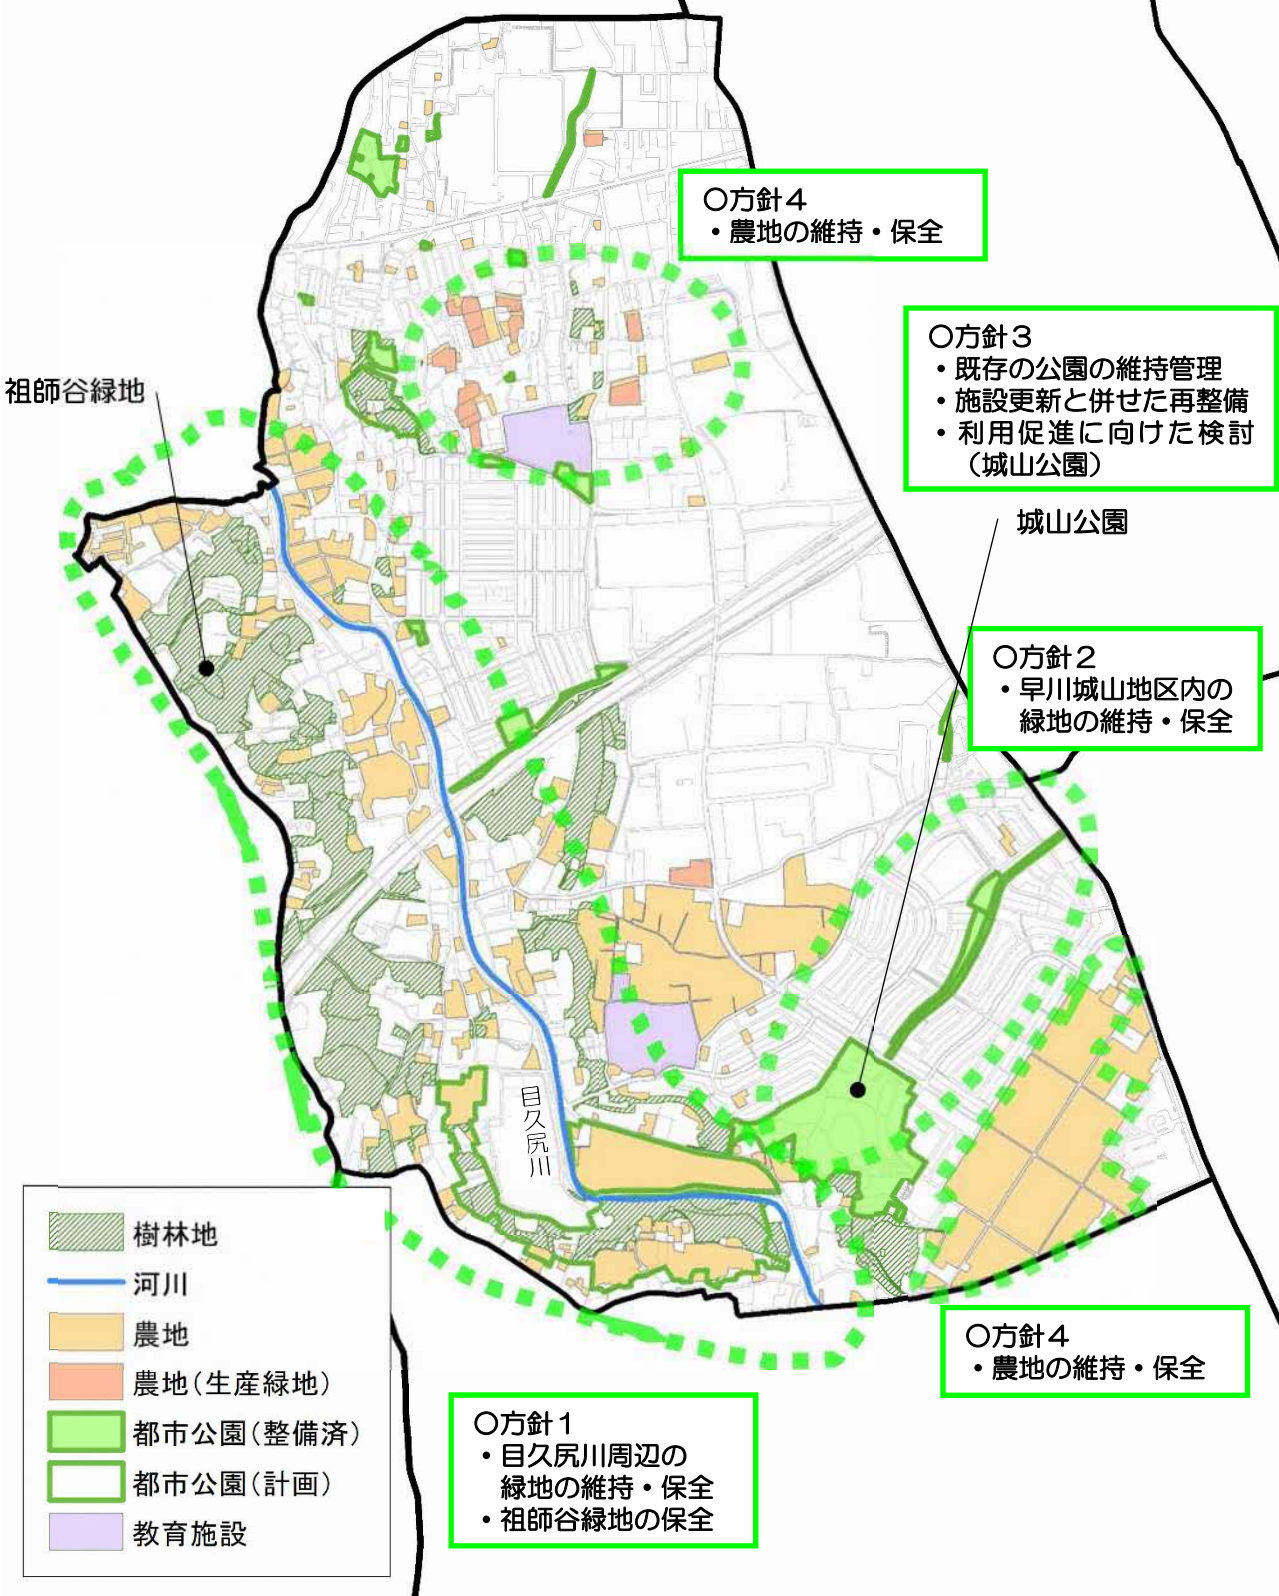 ○方針4
・農地の維持・保全
○方針3
・既存の公園の維持管理
・施設更新と併せた再整備
・利用促進に向けた検討
（城山公園）
祖師谷緑地
城山公園
○方針2
・早川城山地区内の
緑地の維持・保全
目久尻川
樹林地
河川
農地
農地(生産緑地)
都市公園(整備済)
都市公園(計画)
教育施設
○方針4
・農地の維持・保全
○方針1
・目久尻川周辺の
緑地の維持・保全
・祖師谷緑地の保全